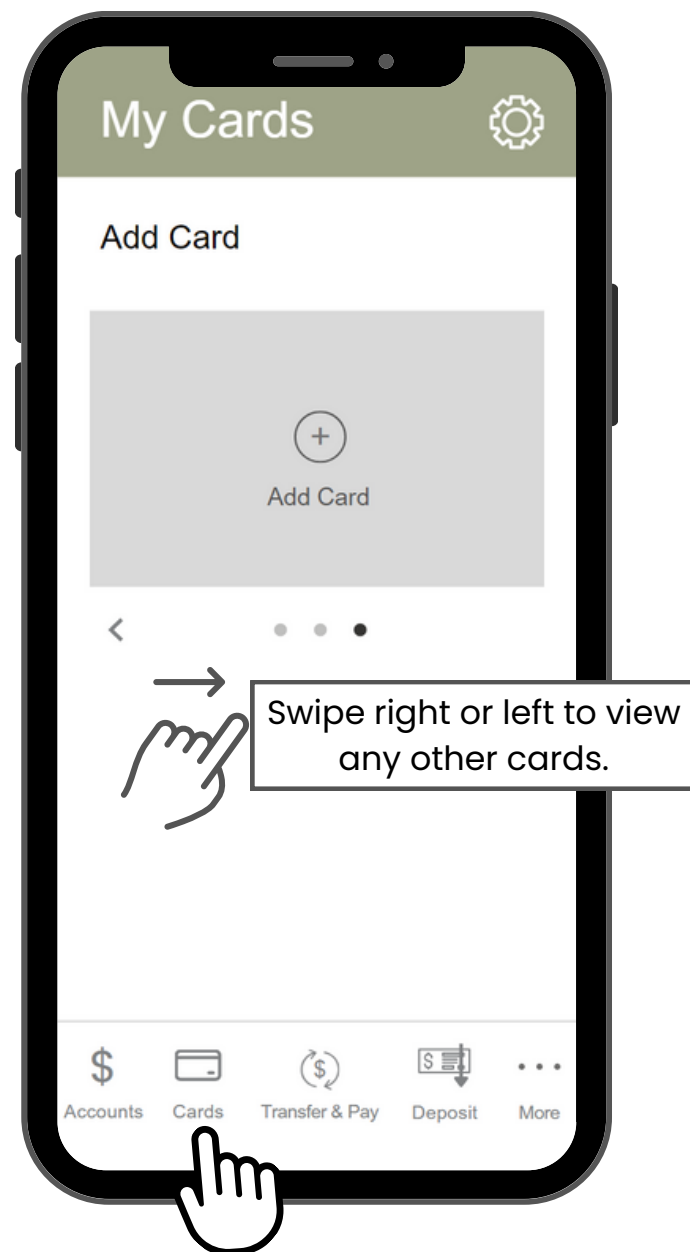 My Cards
Add Card
+
Add Card
Swipe right or left to view
any other cards.
$
$
$
Accounts Cards Transfer & Pay Deposit More